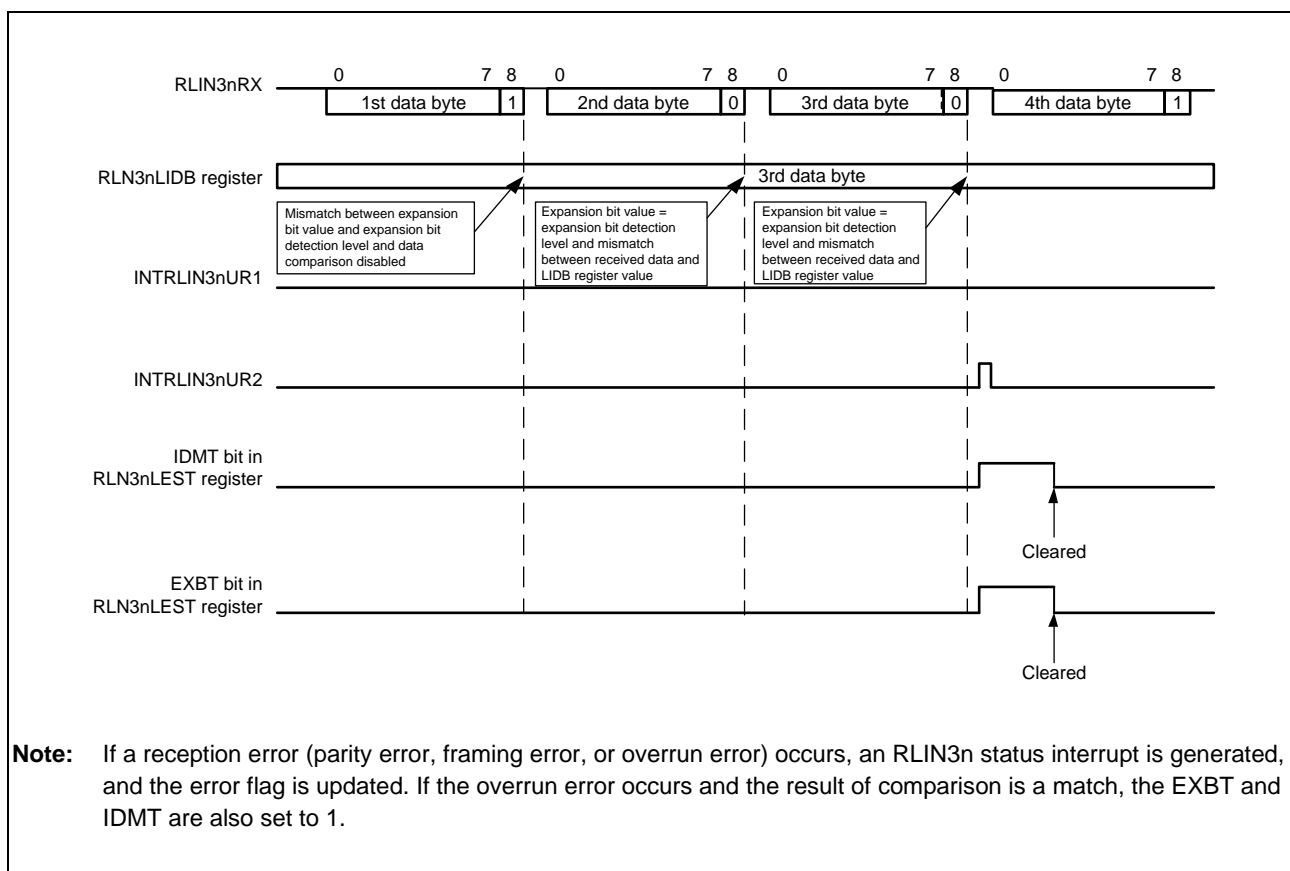 0 7 8 0 7 8 0 7 8 0 7 8
RLIN3nRX
1st data byte 1 2nd data byte 0 3rd data byte 0 4th data byte 1
RLN3nLIDB register
3rd data byte
Mismatch between expansion
bit value and expansion bit
detection level and data
comparison disabled
Expansion bit value =
expansion bit detection
level and mismatch
between received data and
LIDB register value
Expansion bit value =
expansion bit detection
level and mismatch
between received data and
LIDB register value
INTRLIN3nUR1
INTRLIN3nUR2
IDMT bit in
RLN3nLEST register
Cleared
EXBT bit in
RLN3nLEST register
Cleared
Note: If a reception error (parity error, framing error, or overrun error) occurs, an RLIN3n status interrupt is generated,
and the error flag is updated. If the overrun error occurs and the result of comparison is a match, the EXBT and
IDMT are also set to 1.